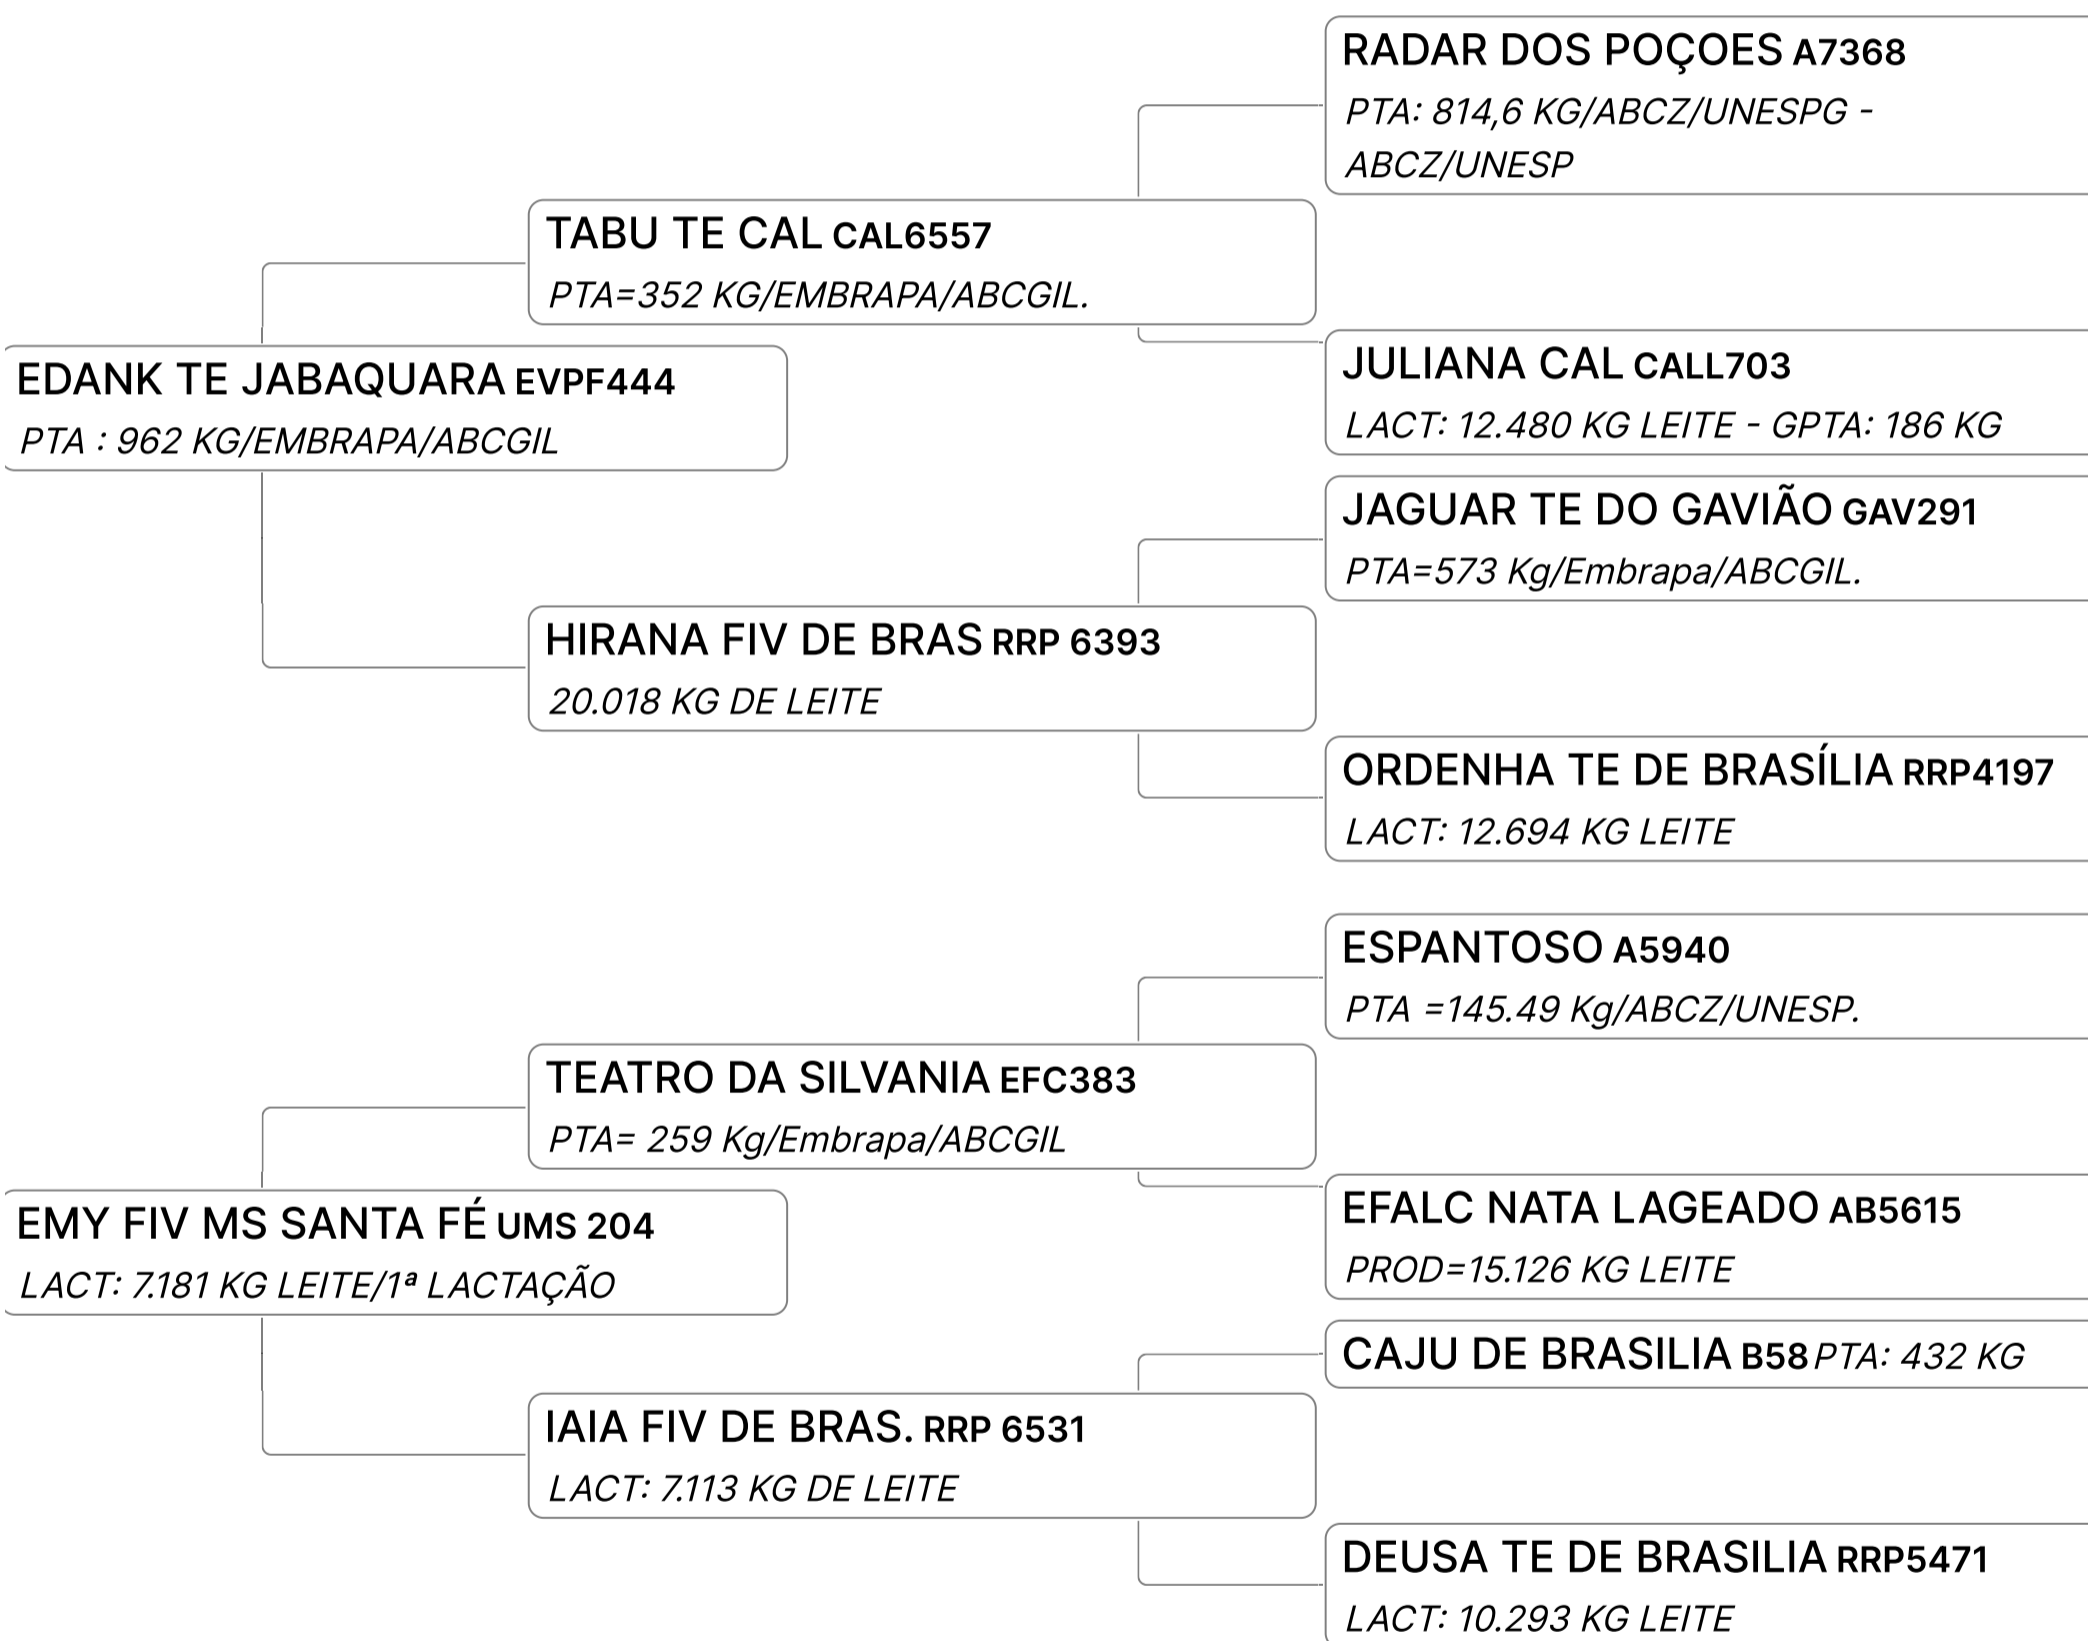 RADAR DOS POÇOES A7368
PTA: 814,6 KG/ABCZ/UNESPG -
ABCZ/UNESP
TABU TE CAL CAL6557
PTA=352 KG/EMBRAPA/ABCGIL.
JULIANA CAL CALL703
LACT: 12.480 KG LEITE - GPTA: 186 KG
EDANK TE JABAQUARA EVPF444
PTA : 962 KG/EMBRAPA/ABCGIL
JAGUAR TE DO GAVIÃO GAV291
PTA=573 Kg/Embrapa/ABCGIL.
HIRANA FIV DE BRAS RRP 6393
20.018 KG DE LEITE
ORDENHA TE DE BRASÍLIA RRP4197
LACT: 12.694 KG LEITE
ESPANTOSO A5940
PTA =145.49 Kg/ABCZ/UNESP.
TEATRO DA SILVANIA EFC383
PTA= 259 Kg/Embrapa/ABCGIL
EFALC NATA LAGEADO AB5615
PROD=15.126 KG LEITE
EMY FIV MS SANTA FÉ UMS 204
LACT: 7.181 KG LEITE/1ª LACTAÇÃO
CAJU DE BRASILIA B58 PTA: 432 KG
IAIA FIV DE BRAS. RRP 6531
LACT: 7.113 KG DE LEITE
DEUSA TE DE BRASILIA RRP5471
LACT: 10.293 KG LEITE